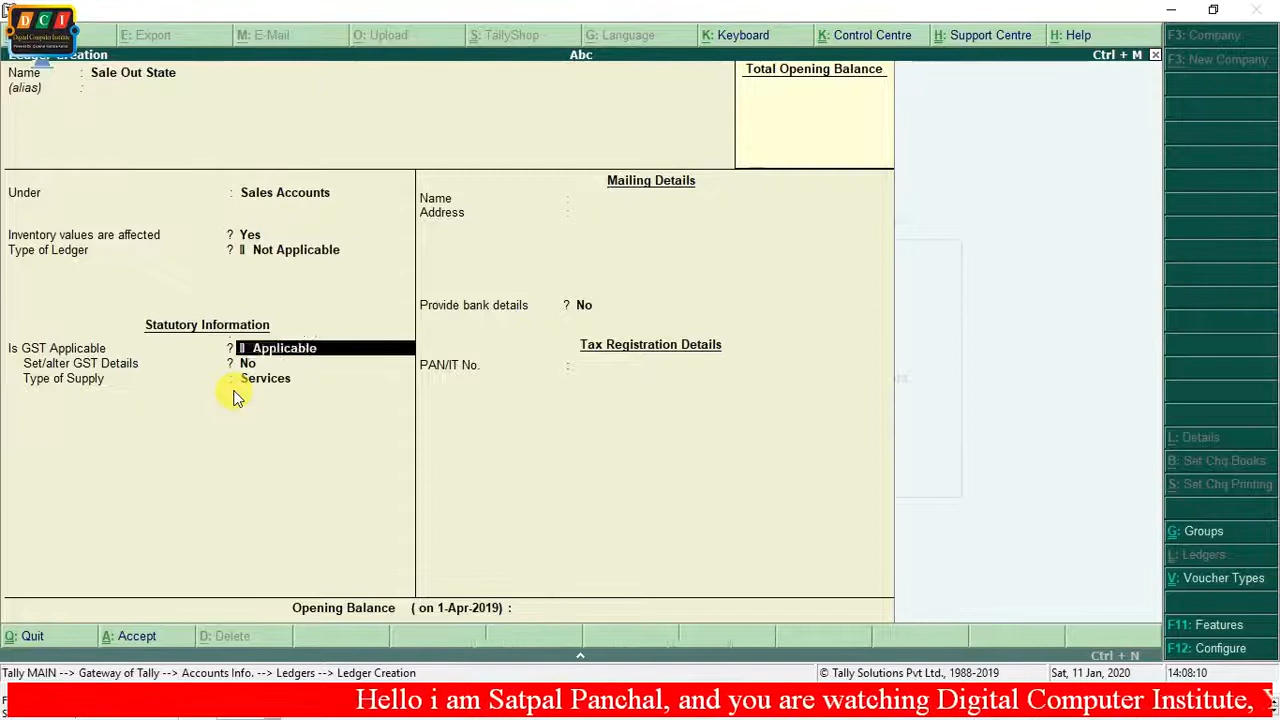 DCI
Digital Computer Institute
E: Export
M: E-Mail
O: Upload
S: TallyShop
G: Language
K: Keyboard
K: Control Centre
H: Support Centre
H: Help
F3: Company
F3: New Company
Ledger Creation
Abc
Ctrl + M
Name : Sale Out State
(alias) :
Total Opening Balance
Under : Sales Accounts
Inventory values are affected ? Yes
Type of Ledger ? Not Applicable
Statutory Information
Is GST Applicable ? Applicable
Set/alter GST Details ? No
Type of Supply : Services
Mailing Details
Name :
Address :
Provide bank details ? No
Tax Registration Details
PAN/IT No. :
Opening Balance ( on 1-Apr-2019) :
L: Details
B: Set Chq Books
S: Set Chq Printing
G: Groups
L: Ledgers
V: Voucher Types
F11: Features
F12: Configure
Q: Quit
A: Accept
D: Delete
Ctrl + N
Tally MAIN --> Gateway of Tally --> Accounts Info. --> Ledgers --> Ledger Creation
© Tally Solutions Pvt Ltd., 1988-2019
Sat, 11 Jan, 2020
14:08:10
Hello i am Satpal Panchal, and you are watching Digital Computer Institute,